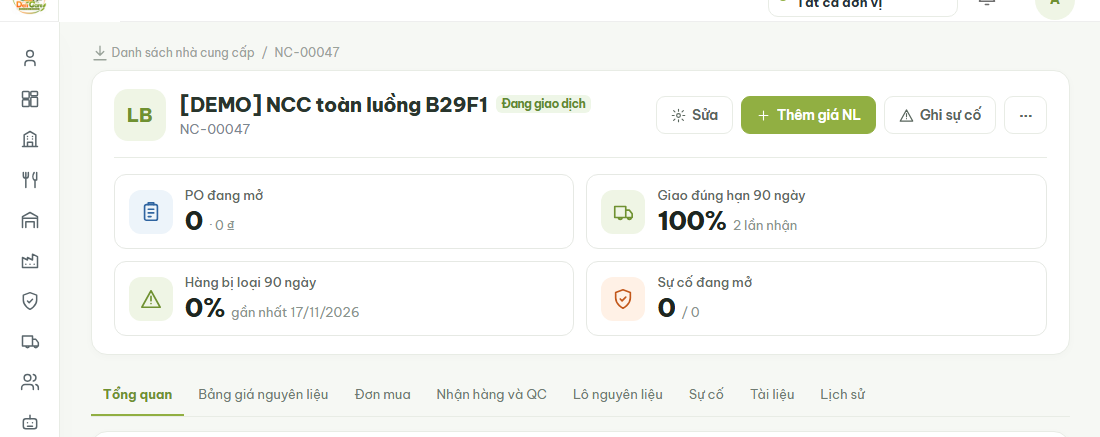 Tất cả đơn vị
A
Danh sách nhà cung cấp / NC-00047
LB
[DEMO] NCC toàn luồng B29F1 Đang giao dịch
NC-00047
Sửa
+ Thêm giá NL
Ghi sự cố
...
PO đang mở
0 · 0 ₫
Giao đúng hạn 90 ngày
100% 2 lần nhận
Hàng bị loại 90 ngày
0% gần nhất 17/11/2026
Sự cố đang mở
0 / 0
Tổng quan Bảng giá nguyên liệu Đơn mua Nhận hàng và QC Lô nguyên liệu Sự cố Tài liệu Lịch sử